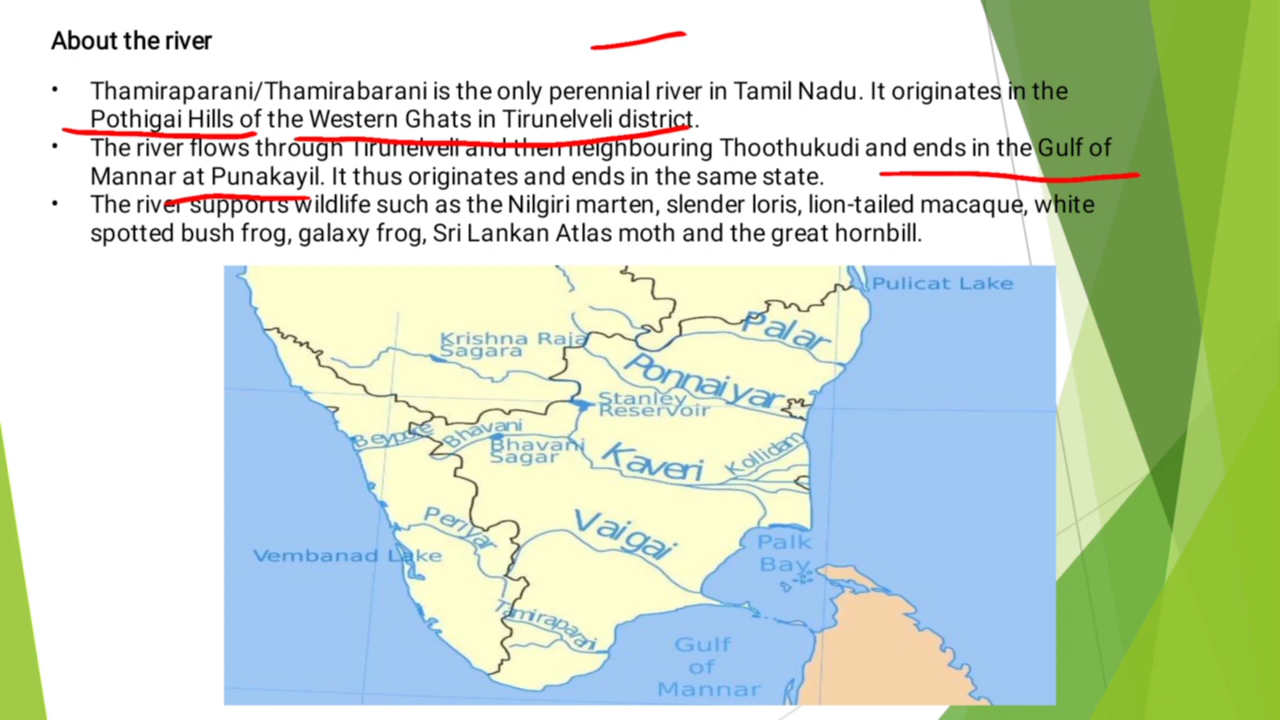 About the river
• Thamiraparani/Thamirabarani is the only perennial river in Tamil Nadu. It originates in the
Pothigai Hills of the Western Ghats in Tirunelveli district.
• The river flows through Tirunelveli and then neighbouring Thoothukudi and ends in the Gulf of
Mannar at Punakayil. It thus originates and ends in the same state.
• The river supports wildlife such as the Nilgiri marten, slender loris, lion-tailed macaque, white
spotted bush frog, galaxy frog, Sri Lankan Atlas moth and the great hornbill.
Pulicat Lake
Palar
Krishna Raja
Sagara
Ponnaiyar
Stanley
Reservoir
Beypore
Bhavani
Bhavani
Sagar
Kaveri
Kollidam
Periyar
Vaigai
Palk
Bay
Vembanad Lake
Tamiraparani
Gulf
of
Mannar